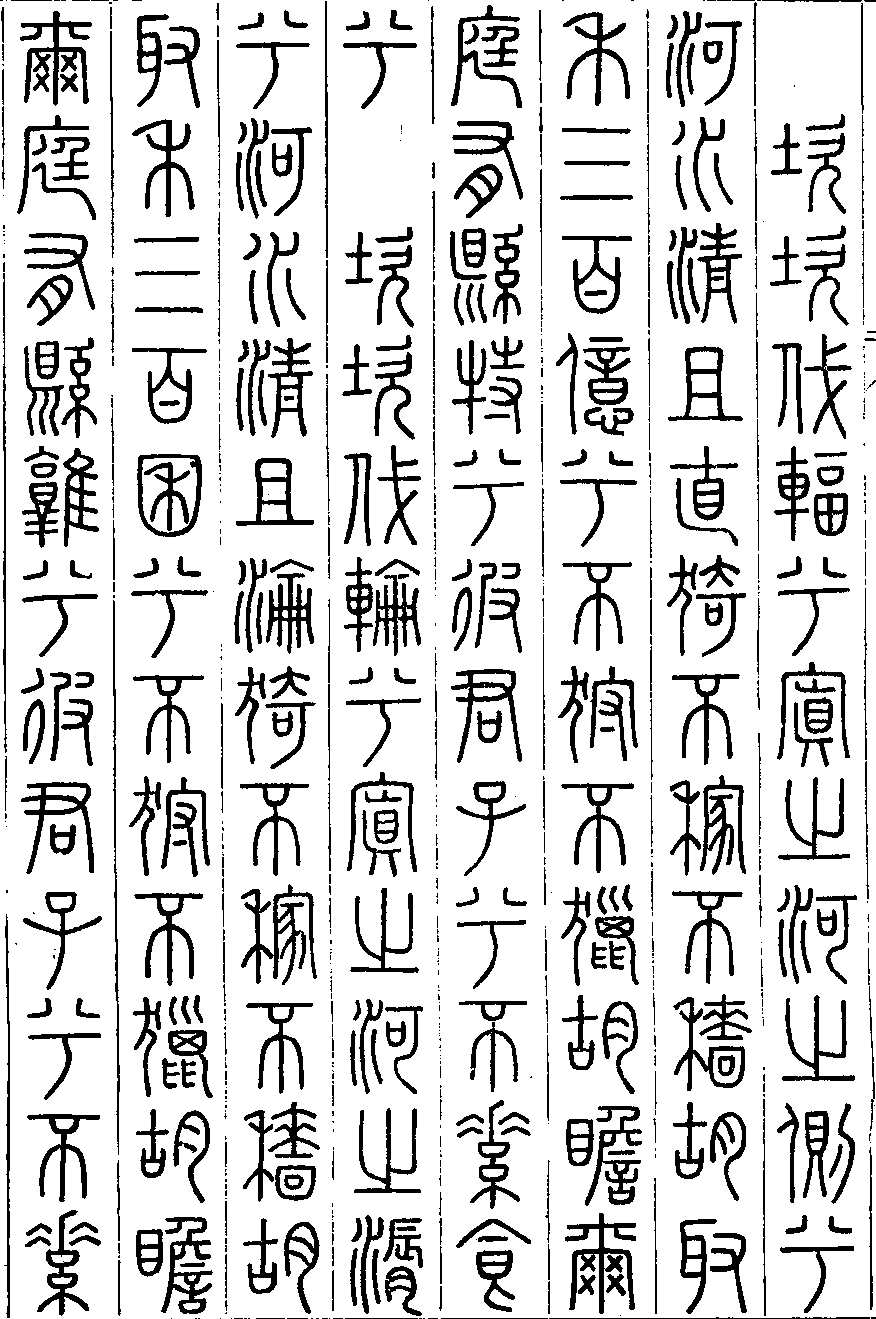 坎坎伐輻兮寘之河之側兮
河水清且直猗不稼不穡胡取
禾三百億兮不狩不獵胡瞻爾
庭有縣特兮彼君子兮不素食
兮 坎坎伐輪兮寘之河之漘
兮河水清且淪猗不稼不穡胡
取禾三百囷兮不狩不獵胡瞻
爾庭有縣鶉兮彼君子兮不素